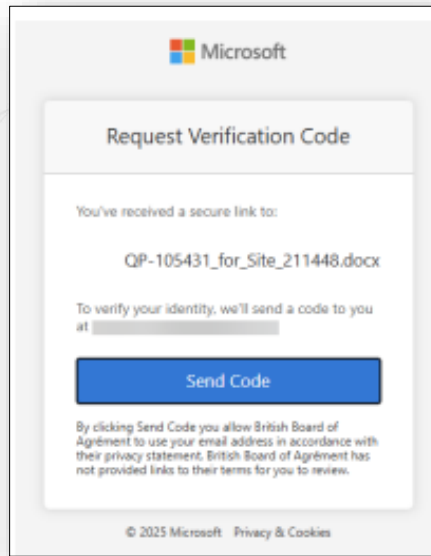 Microsoft
Request Verification Code
You've received a secure link to:
QP-105431_for_Site_211448.docx
To verify your identity, we'll send a code to you
at
Send Code
By clicking Send Code you allow British Board of
Agrément to use your email address in accordance with
their privacy statement. British Board of Agrément has
not provided links to their terms for you to review.
© 2025 Microsoft Privacy & Cookies